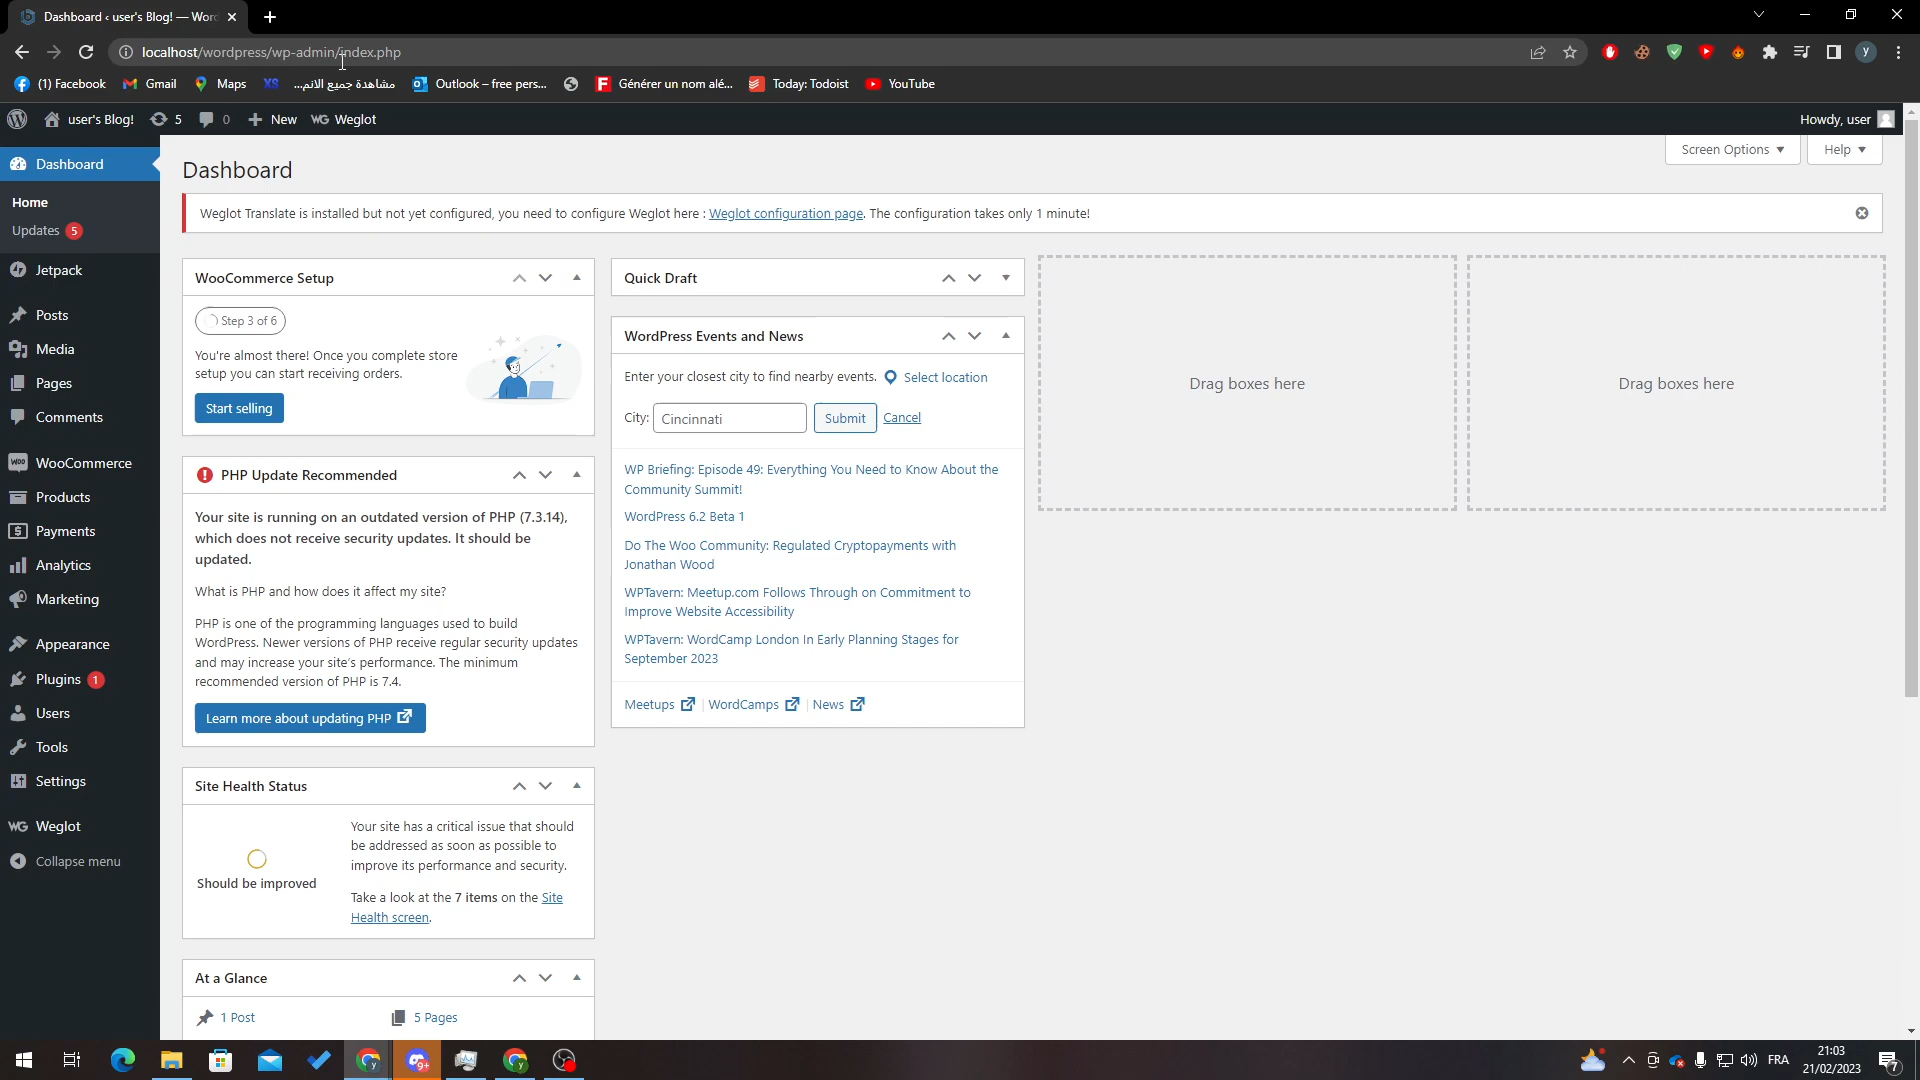 Dashboard ‹ user's Blog! — Wor
localhost/wordpress/wp-admin/index.php
y
(1) Facebook
Gmail
Maps
XS
مشاهدة جميع الانم...
Outlook – free pers...
Générer un nom alé...
Today: Todoist
YouTube
user's Blog!
5
0
New
WG Weglot
Howdy, user
Dashboard
Home
Updates 5
Jetpack
Posts
Media
Pages
Comments
WooCommerce
Products
Payments
Analytics
Marketing
Appearance
Plugins 1
Users
Tools
Settings
WG Weglot
Collapse menu
Screen Options
Help
Dashboard
Weglot Translate is installed but not yet configured, you need to configure Weglot here : Weglot configuration page. The configuration takes only 1 minute!
WooCommerce Setup
Step 3 of 6
You're almost there! Once you complete store
setup you can start receiving orders.
Start selling
PHP Update Recommended
Your site is running on an outdated version of PHP (7.3.14),
which does not receive security updates. It should be
updated.
What is PHP and how does it affect my site?
PHP is one of the programming languages used to build
WordPress. Newer versions of PHP receive regular security updates
and may increase your site's performance. The minimum
recommended version of PHP is 7.4.
Learn more about updating PHP
Site Health Status
Should be improved
Your site has a critical issue that should
be addressed as soon as possible to
improve its performance and security.
Take a look at the 7 items on the Site
Health screen.
At a Glance
1 Post
5 Pages
Quick Draft
WordPress Events and News
Enter your closest city to find nearby events. Select location
City: Cincinnati Submit Cancel
WP Briefing: Episode 49: Everything You Need to Know About the
Community Summit!
WordPress 6.2 Beta 1
Do The Woo Community: Regulated Cryptopayments with
Jonathan Wood
WPTavern: Meetup.com Follows Through on Commitment to
Improve Website Accessibility
WPTavern: WordCamp London In Early Planning Stages for
September 2023
Meetups | WordCamps | News
Drag boxes here
Drag boxes here
9+
FRA
21:03
21/02/2023
7